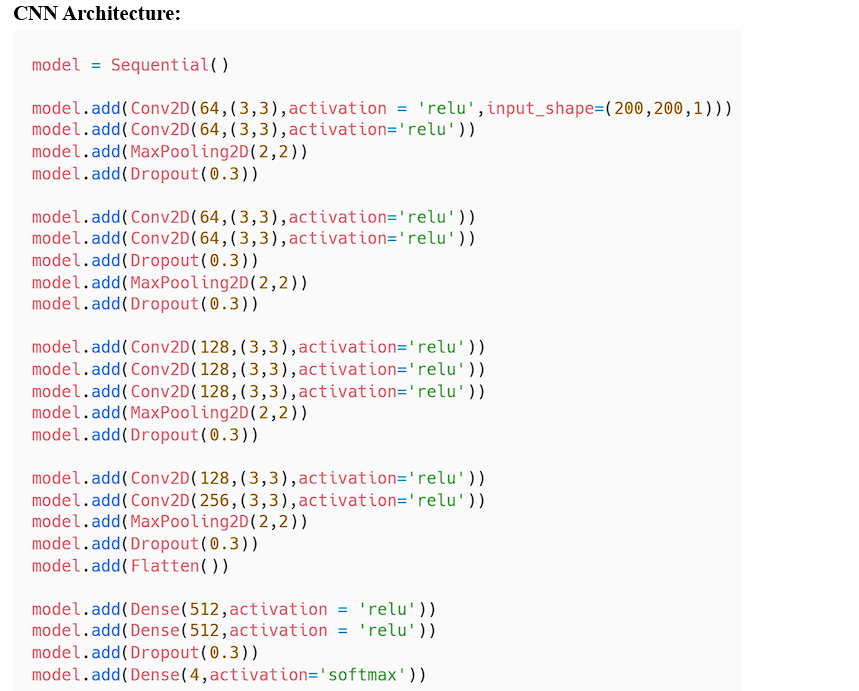 CNN Architecture:
model = Sequential()
model.add(Conv2D(64,(3,3),activation = 'relu',input_shape=(200,200,1)))
model.add(Conv2D(64,(3,3),activation='relu'))
model.add(MaxPooling2D(2,2))
model.add(Dropout(0.3))
model.add(Conv2D(64,(3,3),activation='relu'))
model.add(Conv2D(64,(3,3),activation='relu'))
model.add(Dropout(0.3))
model.add(MaxPooling2D(2,2))
model.add(Dropout(0.3))
model.add(Conv2D(128,(3,3),activation='relu'))
model.add(Conv2D(128,(3,3),activation='relu'))
model.add(Conv2D(128,(3,3),activation='relu'))
model.add(MaxPooling2D(2,2))
model.add(Dropout(0.3))
model.add(Conv2D(128,(3,3),activation='relu'))
model.add(Conv2D(256,(3,3),activation='relu'))
model.add(MaxPooling2D(2,2))
model.add(Dropout(0.3))
model.add(Flatten())
model.add(Dense(512,activation = 'relu'))
model.add(Dense(512,activation = 'relu'))
model.add(Dropout(0.3))
model.add(Dense(4,activation='softmax'))